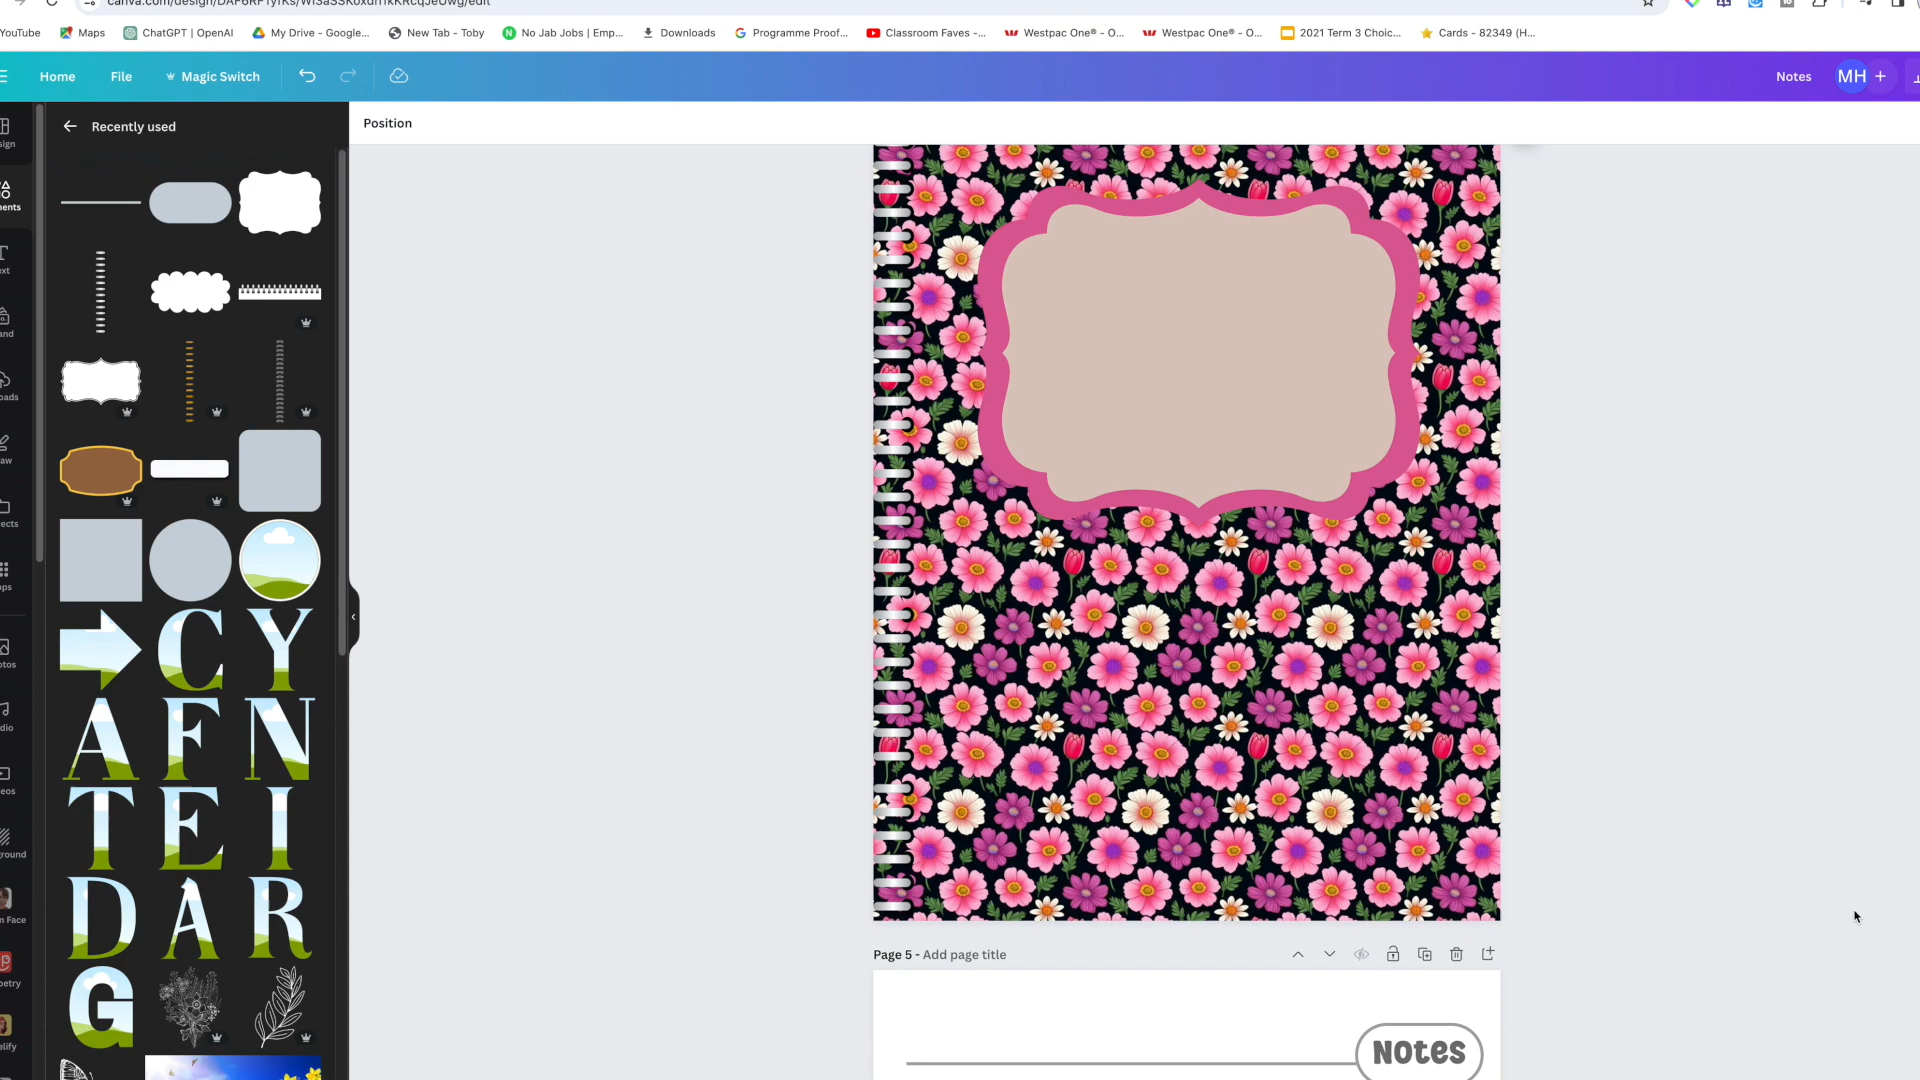 YouTube Maps ChatGPT | OpenAI My Drive - Google... New Tab - Toby No Jab Jobs | Emp... Downloads Programme Proof... Classroom Faves -... Westpac One® - O... Westpac One® - O... 2021 Term 3 Choic... Cards - 82349 (H...
Home File Magic Switch Notes MH +
Recently used
Position
C Y
A F N
T E I
D A R
G
Page 5 - Add page title
Notes